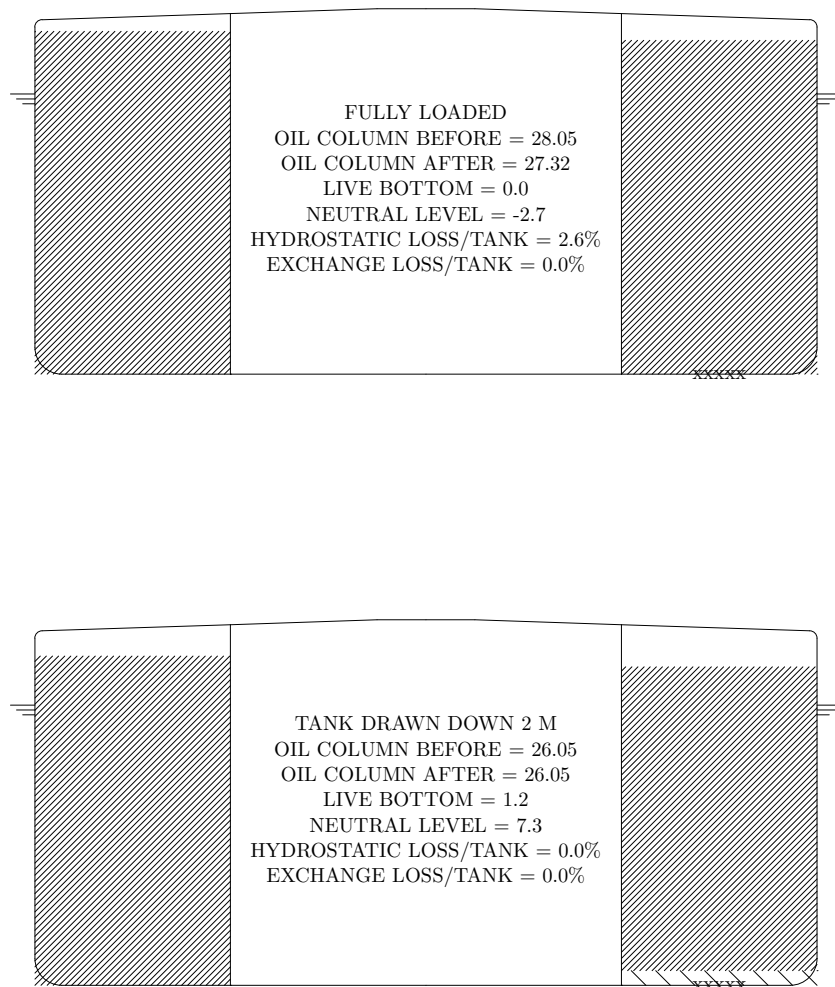 FULLY LOADED
OIL COLUMN BEFORE = 28.05
OIL COLUMN AFTER = 27.32
LIVE BOTTOM = 0.0
NEUTRAL LEVEL = -2.7
HYDROSTATIC LOSS/TANK = 2.6%
EXCHANGE LOSS/TANK = 0.0%
XXXXX
TANK DRAWN DOWN 2 M
OIL COLUMN BEFORE = 26.05
OIL COLUMN AFTER = 26.05
LIVE BOTTOM = 1.2
NEUTRAL LEVEL = 7.3
HYDROSTATIC LOSS/TANK = 0.0%
EXCHANGE LOSS/TANK = 0.0%
XXXXX